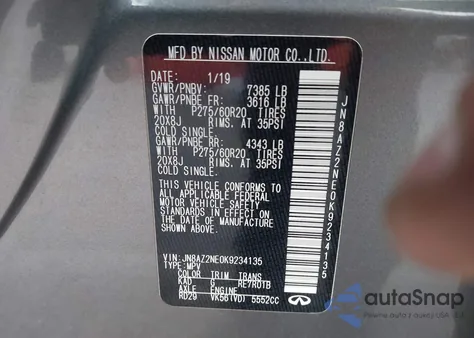 MFD BY NISSAN MOTOR CO.,LTD.
DATE: 1/19
GVWR/PNBV: 7385 LB
GAWR/PNBE FR: 3616 LB
WITH P275/60R20 TIRES
20X8J RIMS, AT 35PSI
COLD SINGLE.
GAWR/PNBE RR: 4343 LB
WITH P275/60R20 TIRES
20X8J RIMS, AT 35PSI
COLD SINGLE.
THIS VEHICLE CONFORMS TO
ALL APPLICABLE FEDERAL
MOTOR VEHICLE SAFETY
STANDARDS IN EFFECT ON
THE DATE OF MANUFACTURE
SHOWN ABOVE.
VIN: JN8AZ2NE0K9234135
TYPE: MPV
COLOR TRIM TRANS
KAD G RE7R01B
AXLE ENGINE
RD29 VK56(VD) 5552CC
INFINITI
JN8AZ2NE0K9234135
autoSnap